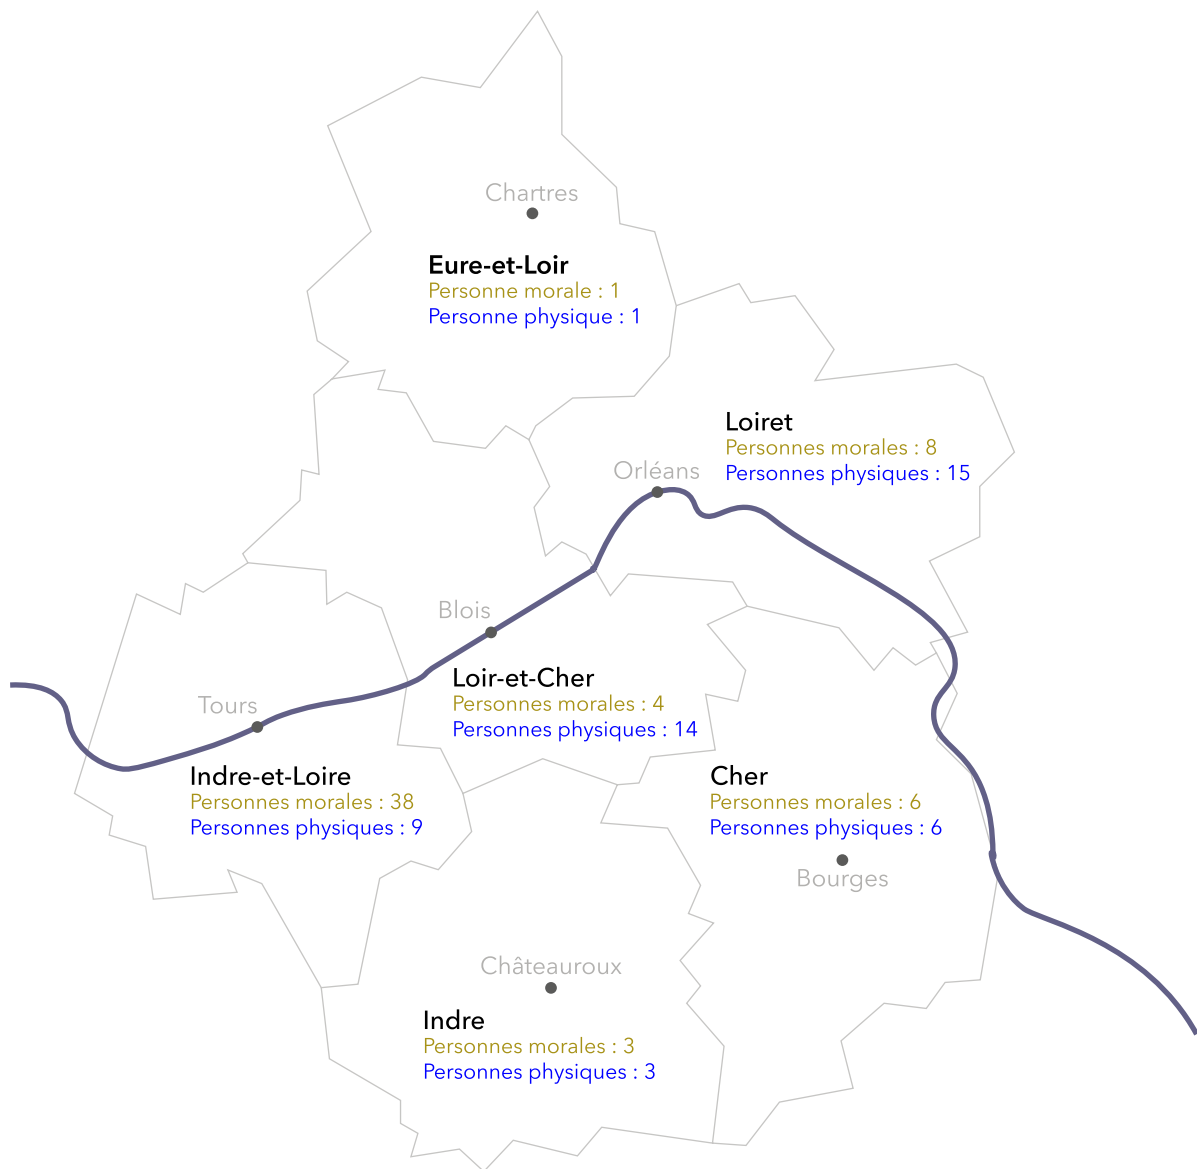 Chartres
Eure-et-Loir
Personne morale : 1
Personne physique : 1
Loiret
Personnes morales : 8
Personnes physiques : 15
Orléans
Blois
Loir-et-Cher
Personnes morales : 4
Personnes physiques : 14
Tours
Indre-et-Loire
Personnes morales : 38
Personnes physiques : 9
Cher
Personnes morales : 6
Personnes physiques : 6
Bourges
Châteauroux
Indre
Personnes morales : 3
Personnes physiques : 3